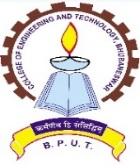 COLLEGE OF ENGINEERING AND TECHNOLOGY, BHUBANESWAR
B. P. U. T.